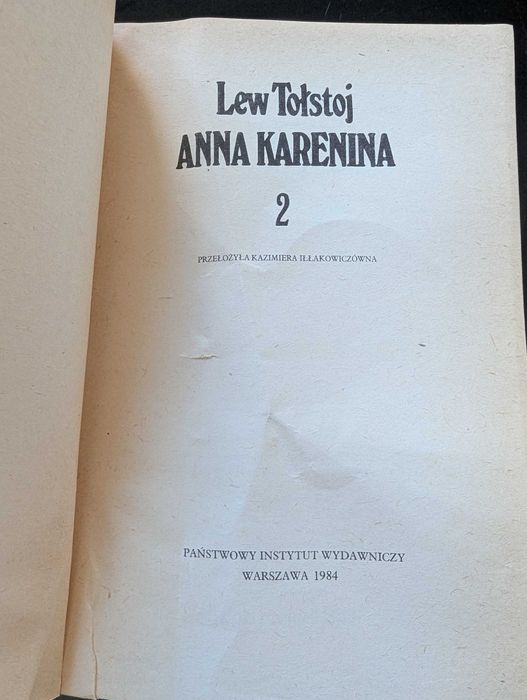 Lew Tołstoj
ANNA KARENINA
2
PRZEŁOŻYŁA KAZIMIERA IŁŁAKOWICZÓWNA
PAŃSTWOWY INSTYTUT WYDAWNICZY
WARSZAWA 1984